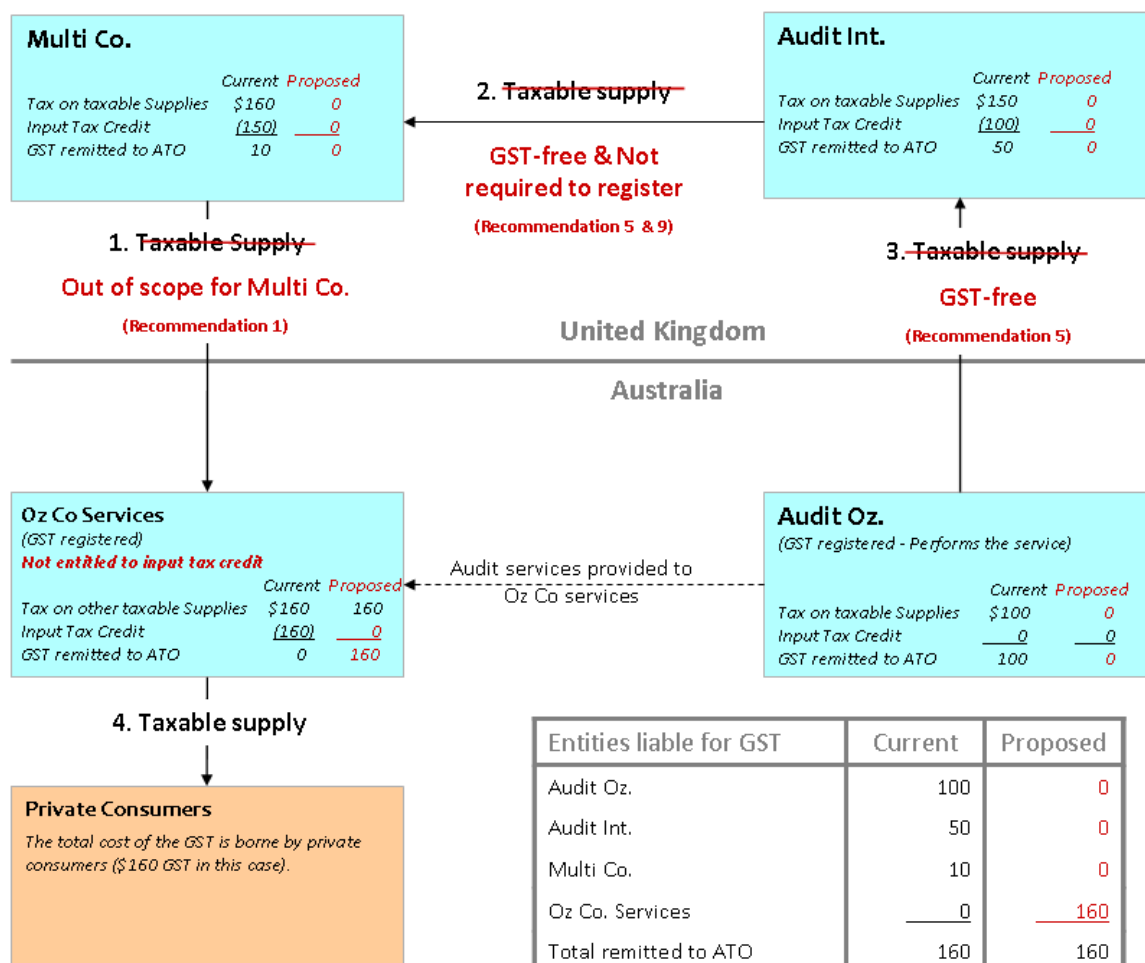 Multi Co.
Current Proposed
Tax on taxable Supplies $160 0
Input Tax Credit (150) 0
GST remitted to ATO 10 0
2. Taxable supply
GST-free & Not
required to register
(Recommendation 5 & 9)
Audit Int.
Current Proposed
Tax on taxable Supplies $150 0
Input Tax Credit (100) 0
GST remitted to ATO 50 0
1. Taxable Supply
Out of scope for Multi Co.
(Recommendation 1)
3. Taxable supply
GST-free
(Recommendation 5)
United Kingdom
Australia
Oz Co Services
(GST registered)
Not entitled to input tax credit
Current Proposed
Tax on other taxable Supplies $160 160
Input Tax Credit (160) 0
GST remitted to ATO 0 160
Audit services provided to
Oz Co services
Audit Oz.
(GST registered - Performs the service)
Current Proposed
Tax on taxable Supplies $100 0
Input Tax Credit 0 0
GST remitted to ATO 100 0
4. Taxable supply
Private Consumers
The total cost of the GST is borne by private
consumers ($160 GST in this case).
Entities liable for GST Current Proposed
Audit Oz. 100 0
Audit Int. 50 0
Multi Co. 10 0
Oz Co. Services 0 160
Total remitted to ATO 160 160